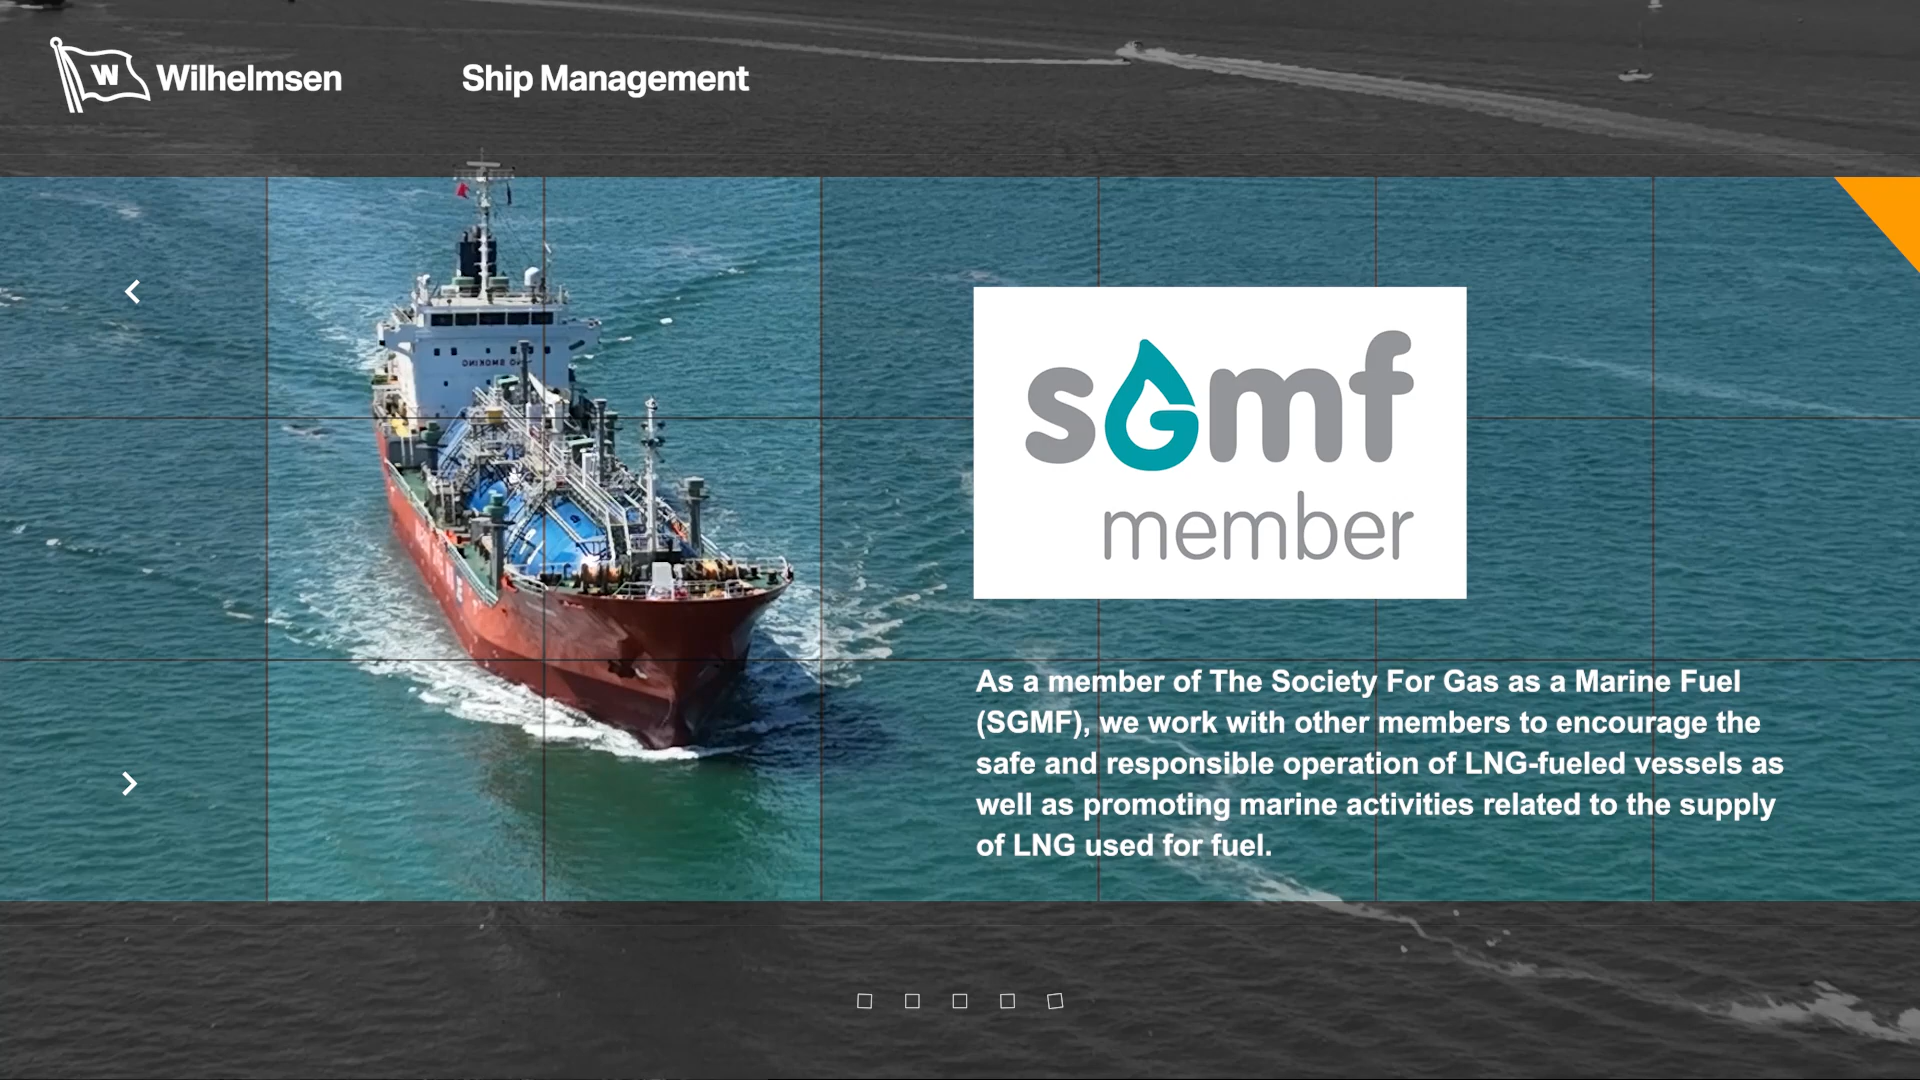 W Wilhelmsen
Ship Management
sGmf
member
As a member of The Society For Gas as a Marine Fuel
(SGMF), we work with other members to encourage the
safe and responsible operation of LNG-fueled vessels as
well as promoting marine activities related to the supply
of LNG used for fuel.